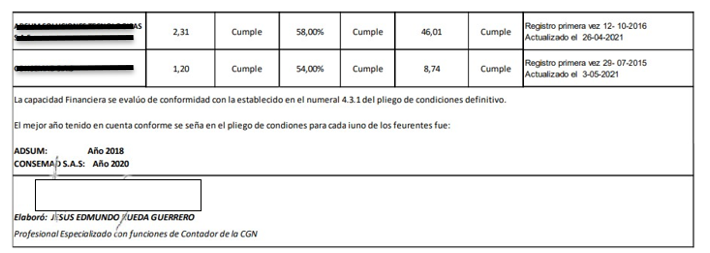 2,31 Cumple 58,00% Cumple 46,01 Cumple Registro primera vez 12- 10-2016
Actualizado el 26-04-2021
1,20 Cumple 54,00% Cumple 8,74 Cumple Registro primera vez 29- 07-2015
Actualizado el 3-05-2021
La capacidad Financiera se evalúo de conformidad con la establecido en el numeral 4.3.1 del pliego de condiciones definitivo.
El mejor año tenido en cuenta conforme se seña en el pliego de condiones para cada iuno de los feurentes fue:
ADSUM: Año 2018
CONSEMAD S.A.S: Año 2020
Elaboró: JESUS EDMUNDO RUEDA GUERRERO
Profesional Especializado con funciones de Contador de la CGN